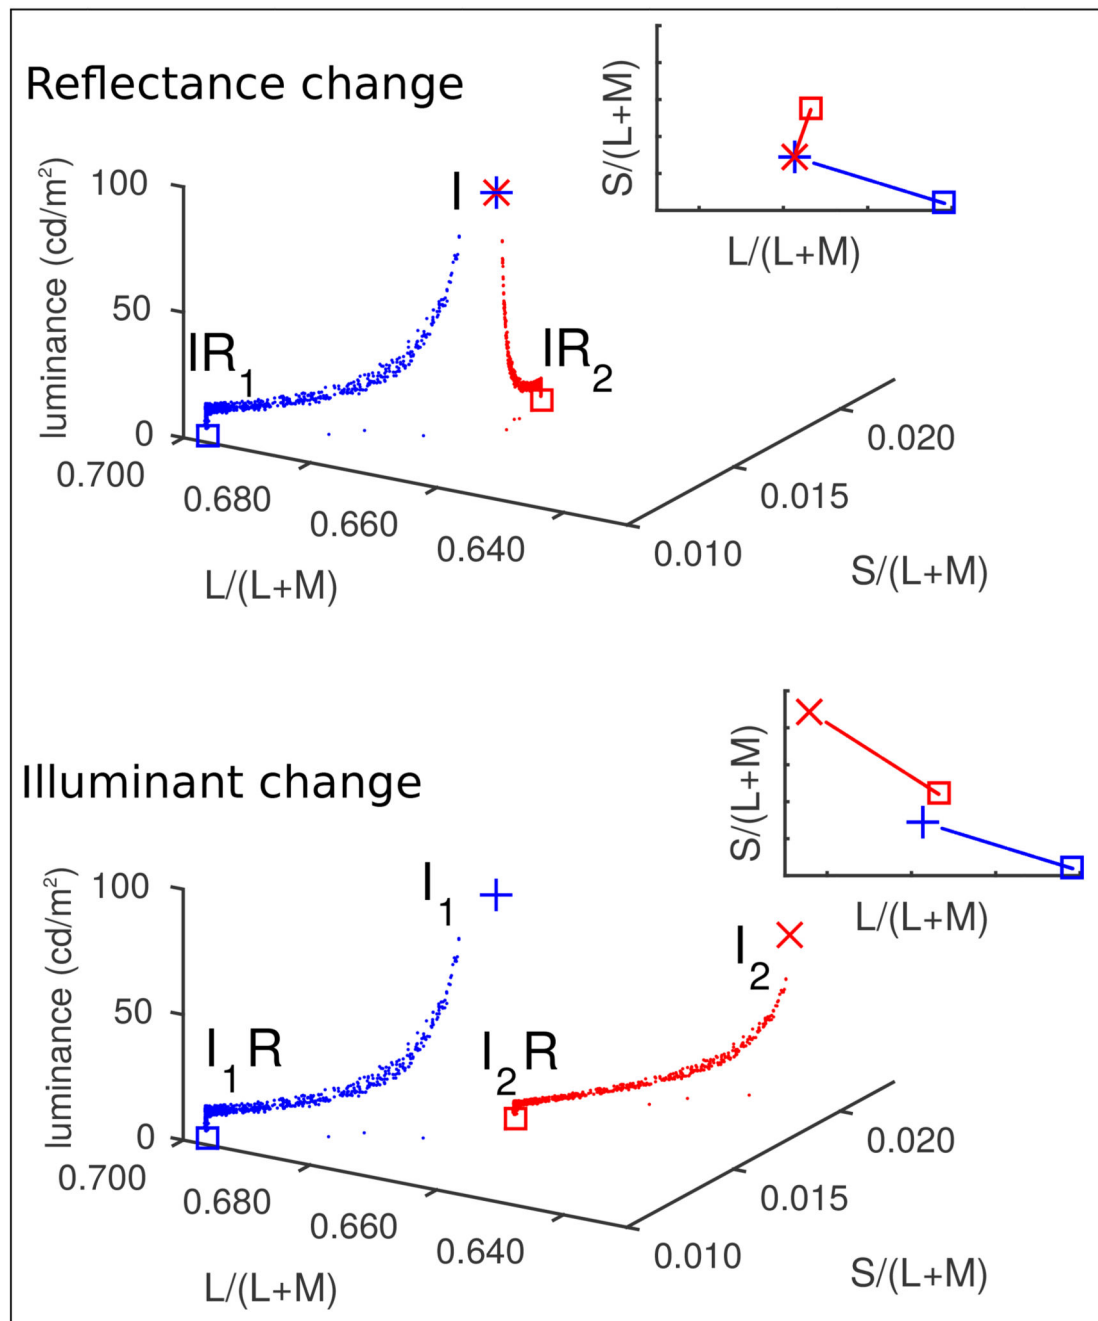 Reflectance change
S/(L+M)
L/(L+M)
luminance (cd/m²)
100
50
0
I
IR1
IR2
0.700
0.680
0.660
0.640
0.010
0.015
0.020
L/(L+M)
S/(L+M)
Illuminant change
S/(L+M)
L/(L+M)
luminance (cd/m²)
100
50
0
I1
I2
I1R
I2R
0.700
0.680
0.660
0.640
0.010
0.015
0.020
L/(L+M)
S/(L+M)